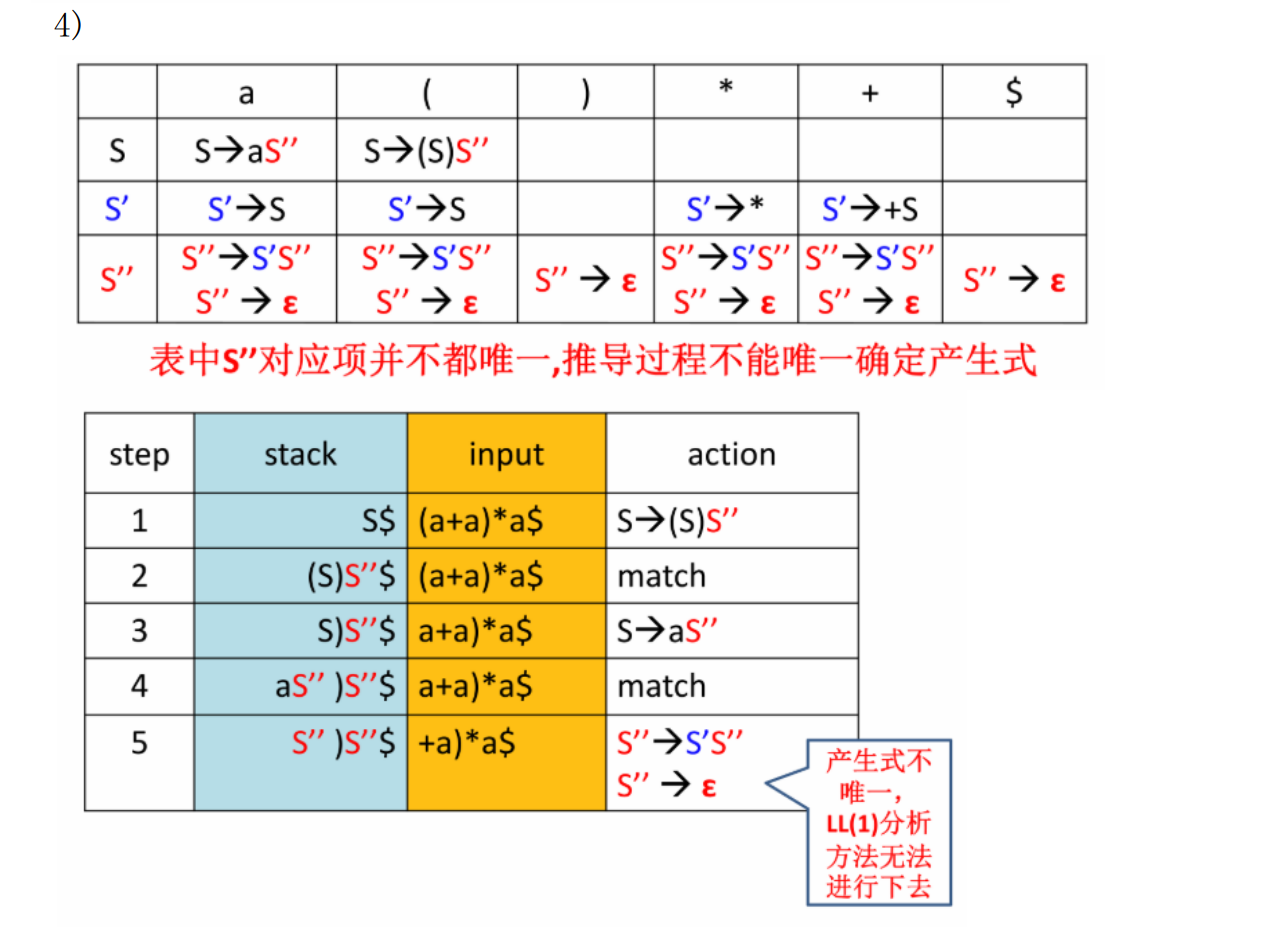 4)
a ( ) * + $
S S→aS’’ S→(S)S’’
S’ S’→S S’→S S’→* S’→+S
S’’ S’’→S’S’’ S’’→S’S’’ S’’ → ε S’’→S’S’’ S’’→S’S’’ S’’ → ε
S’’ → ε S’’ → ε S’’ → ε S’’ → ε
表中S’’对应项并不都唯一,推导过程不能唯一确定产生式
step stack input action
1 S$ (a+a)*a$ S→(S)S’’
2 (S)S’’$ (a+a)*a$ match
3 S)S’’$ a+a)*a$ S→aS’’
4 aS’’ )S’’$ a+a)*a$ match
5 S’’ )S’’$ +a)*a$ S’’→S’S’’
S’’ → ε
产生式不
唯一，
LL(1)分析
方法无法
进行下去